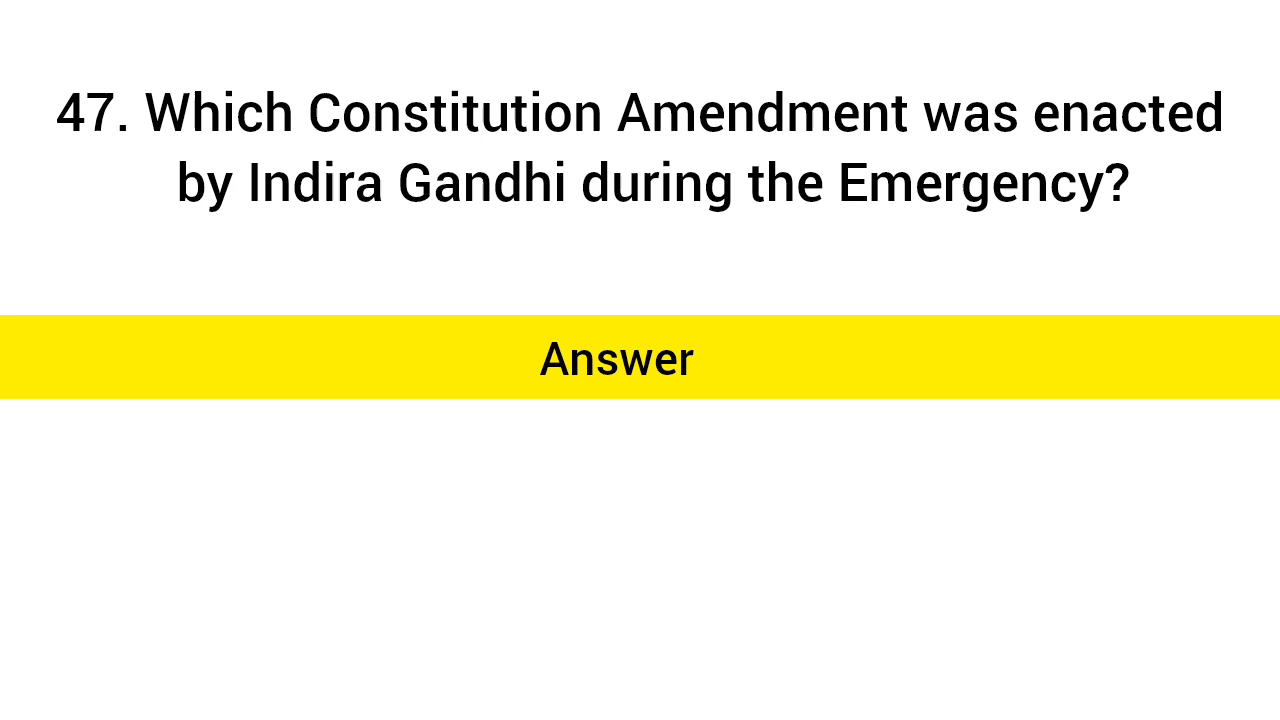 47. Which Constitution Amendment was enacted
by Indira Gandhi during the Emergency?
Answer